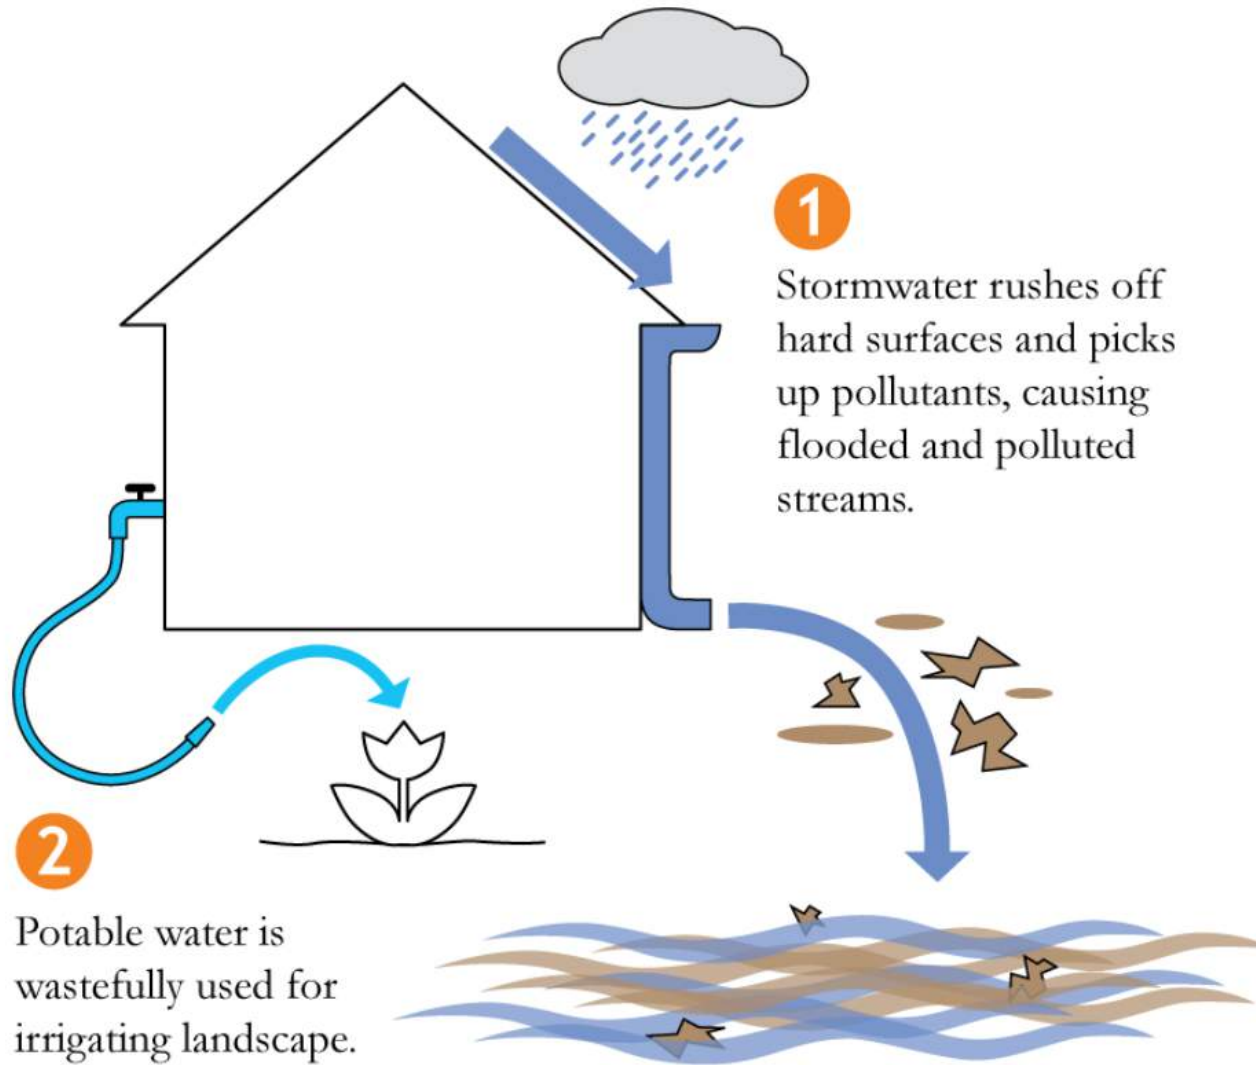 1
Stormwater rushes off
hard surfaces and picks
up pollutants, causing
flooded and polluted
streams.
2
Potable water is
wastefully used for
irrigating landscape.